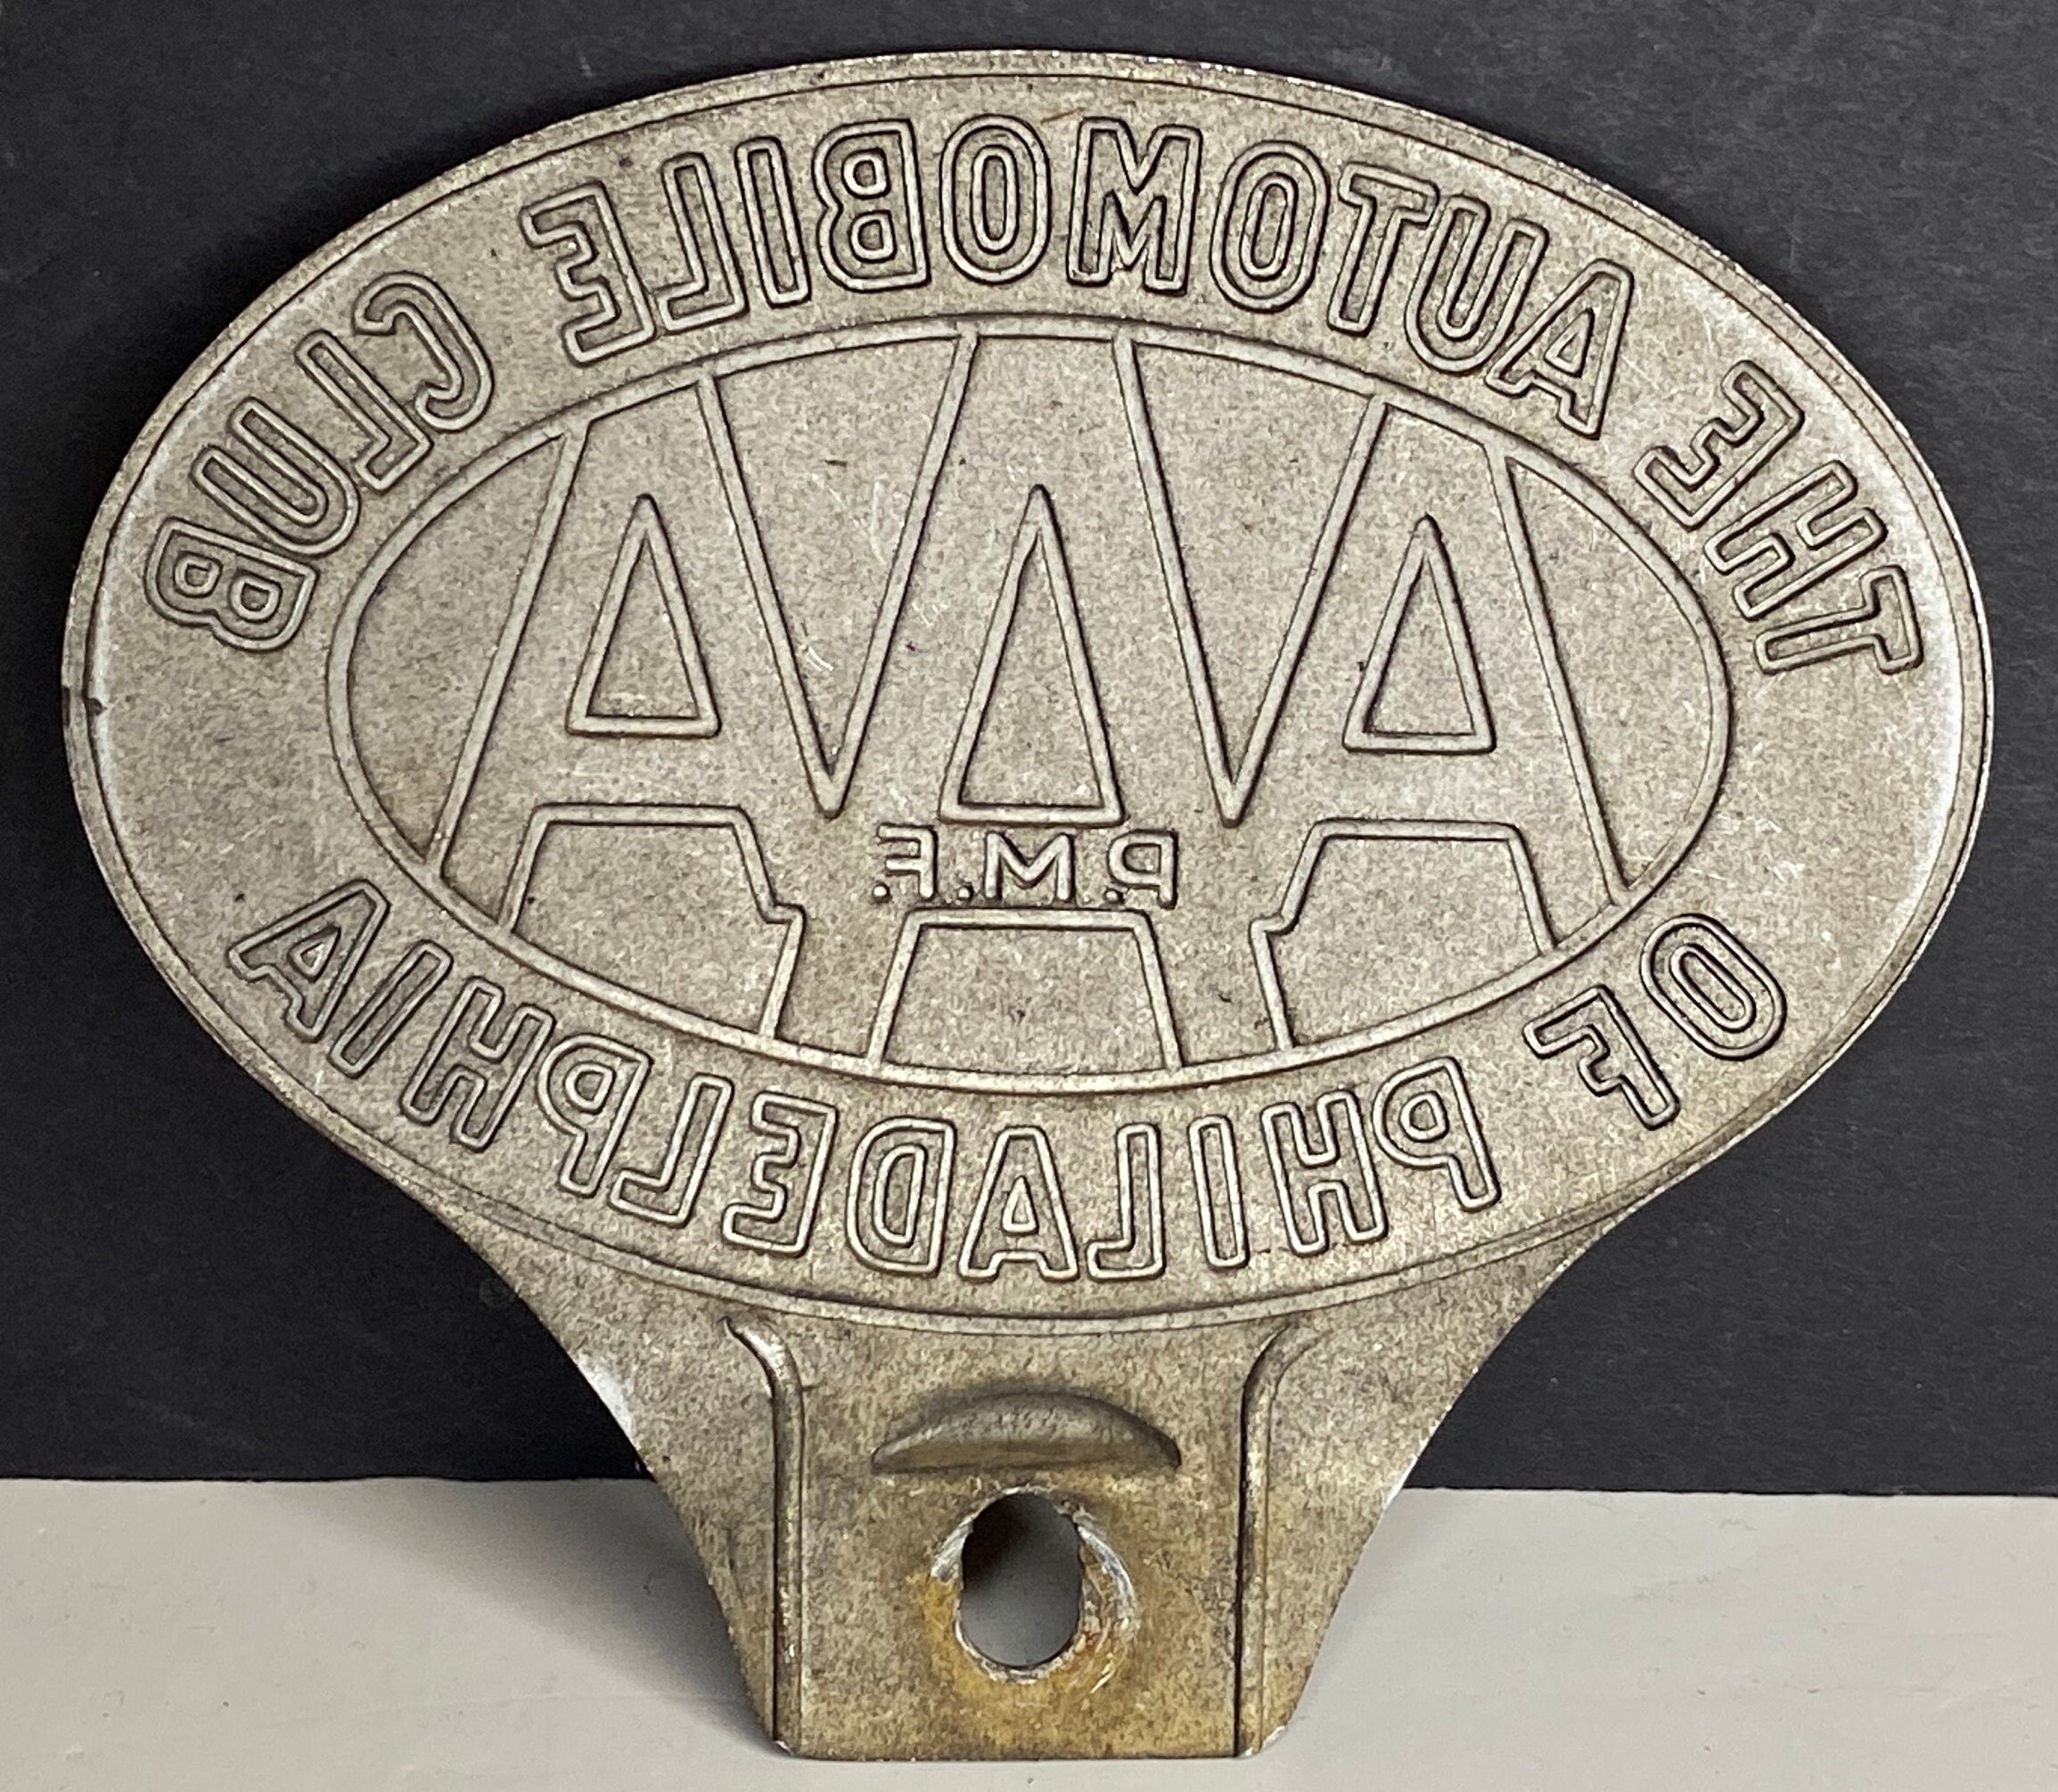 THE AUTOMOBILE CLUB
AAA
P.M.F.
OF PHILADELPHIA